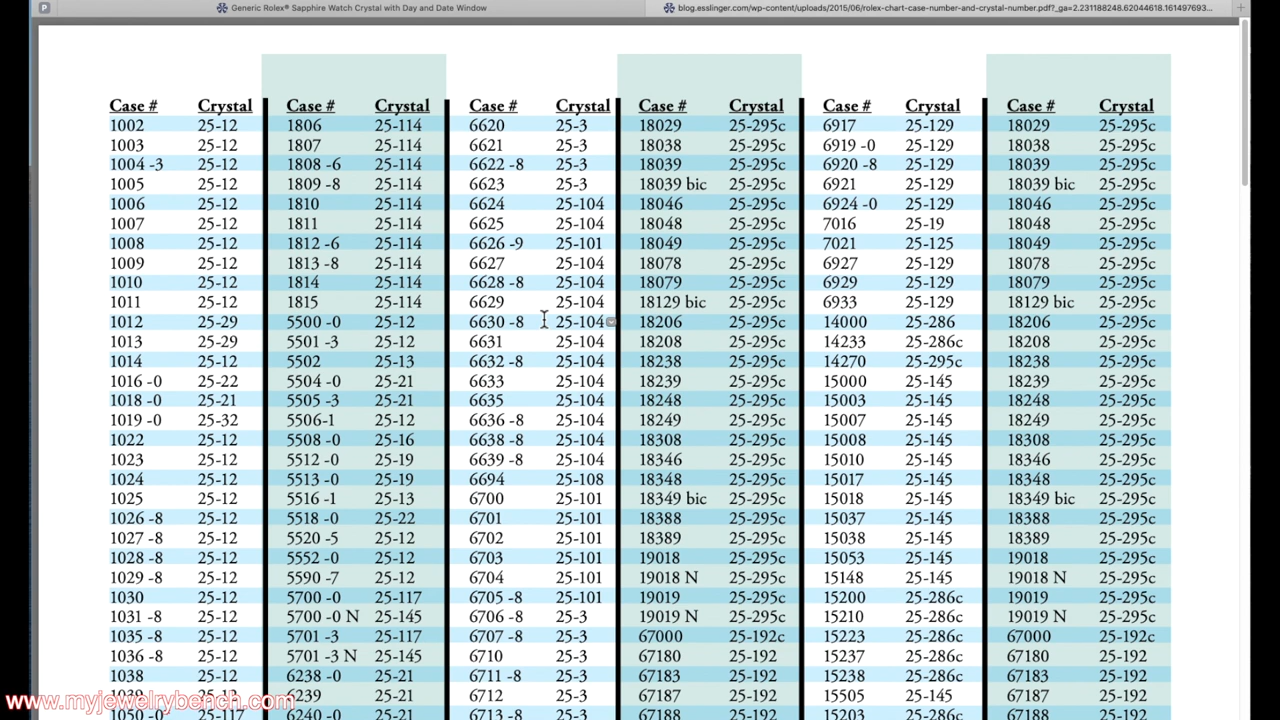 P Generic Rolex® Sapphire Watch Crystal with Day and Date Window blog.esslinger.com/wp-content/uploads/2015/06/rolex-chart-case-number-and-crystal-number.pdf?_ga=2.231188248.62044618.161497693...
Case # Crystal Case # Crystal Case # Crystal Case # Crystal Case # Crystal Case # Crystal
1002 25-12 1806 25-114 6620 25-3 18029 25-295c 6917 25-129 18029 25-295c
1003 25-12 1807 25-114 6621 25-3 18038 25-295c 6919 -0 25-129 18038 25-295c
1004 -3 25-12 1808 -6 25-114 6622 -8 25-3 18039 25-295c 6920 -8 25-129 18039 25-295c
1005 25-12 1809 -8 25-114 6623 25-3 18039 bic 25-295c 6921 25-129 18039 bic 25-295c
1006 25-12 1810 25-114 6624 25-104 18046 25-295c 6924 -0 25-129 18046 25-295c
1007 25-12 1811 25-114 6625 25-104 18048 25-295c 7016 25-19 18048 25-295c
1008 25-12 1812 -6 25-114 6626 -9 25-101 18049 25-295c 7021 25-125 18049 25-295c
1009 25-12 1813 -8 25-114 6627 25-104 18078 25-295c 6927 25-129 18078 25-295c
1010 25-12 1814 25-114 6628 -8 25-104 18079 25-295c 6929 25-129 18079 25-295c
1011 25-12 1815 25-114 6629 25-104 18129 bic 25-295c 6933 25-129 18129 bic 25-295c
1012 25-29 5500 -0 25-12 6630 -8 25-104 18206 25-295c 14000 25-286 18206 25-295c
1013 25-29 5501 -3 25-12 6631 25-104 18208 25-295c 14233 25-286c 18208 25-295c
1014 25-12 5502 25-13 6632 -8 25-104 18238 25-295c 14270 25-295c 18238 25-295c
1016 -0 25-22 5504 -0 25-21 6633 25-104 18239 25-295c 15000 25-145 18239 25-295c
1018 -0 25-21 5505 -3 25-21 6635 25-104 18248 25-295c 15003 25-145 18248 25-295c
1019 -0 25-32 5506-1 25-12 6636 -8 25-104 18249 25-295c 15007 25-145 18249 25-295c
1022 25-12 5508 -0 25-16 6638 -8 25-104 18308 25-295c 15008 25-145 18308 25-295c
1023 25-12 5512 -0 25-19 6639 -8 25-104 18346 25-295c 15010 25-145 18346 25-295c
1024 25-12 5513 -0 25-19 6694 25-108 18348 25-295c 15017 25-145 18348 25-295c
1025 25-12 5516 -1 25-13 6700 25-101 18349 bic 25-295c 15018 25-145 18349 bic 25-295c
1026 -8 25-12 5518 -0 25-22 6701 25-101 18388 25-295c 15037 25-145 18388 25-295c
1027 -8 25-12 5520 -5 25-12 6702 25-101 18389 25-295c 15038 25-145 18389 25-295c
1028 -8 25-12 5552 -0 25-12 6703 25-101 19018 25-295c 15053 25-145 19018 25-295c
1029 -8 25-12 5590 -7 25-12 6704 25-101 19018 N 25-295c 15148 25-145 19018 N 25-295c
1030 25-12 5700 -0 25-117 6705 -8 25-101 19019 25-295c 15200 25-286c 19019 25-295c
1031 -8 25-12 5700 -0 N 25-145 6706 -8 25-3 19019 N 25-295c 15210 25-286c 19019 N 25-295c
1035 -8 25-12 5701 -3 25-117 6707 -8 25-3 67000 25-192c 15223 25-286c 67000 25-192c
1036 -8 25-12 5701 -3 N 25-145 6710 25-3 67180 25-192 15237 25-286c 67180 25-192
1038 25-12 6238 -0 25-21 6711 -8 25-3 67183 25-192 15238 25-286c 67183 25-192
1039 25-12 6239 25-21 6712 25-3 67187 25-192 15505 25-145 67187 25-192
1050 -0 25-117 6240 -0 25-21 6713 -8 25-3 67188 25-192 15203 25-286c 67188 25-192
www.myjewelrybench.com